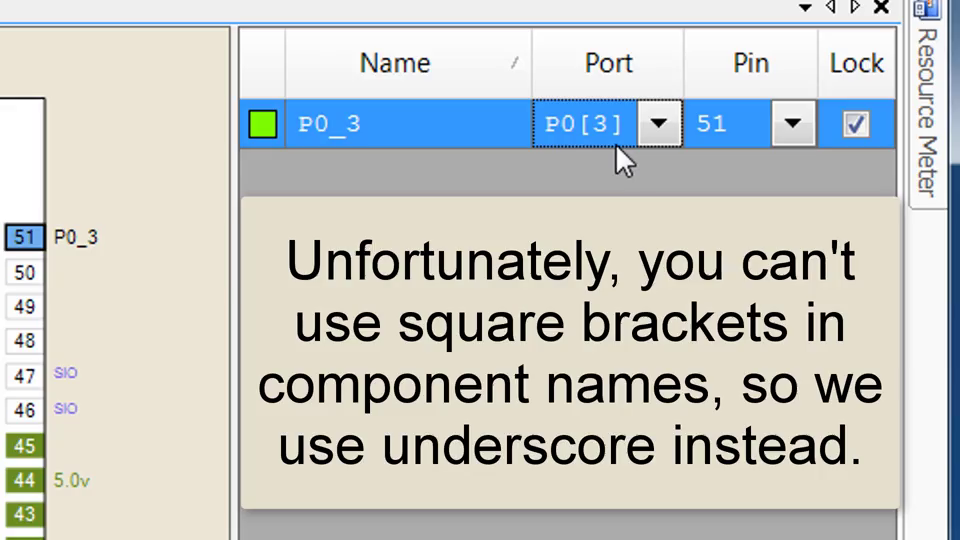 Name
Port
Pin
Lock
P0_3
P0[3]
51
Resource Meter
51 P0_3
50
49
48
47 SIO
46 SIO
45
44 5.0v
43
Unfortunately, you can't
use square brackets in
component names, so we
use underscore instead.